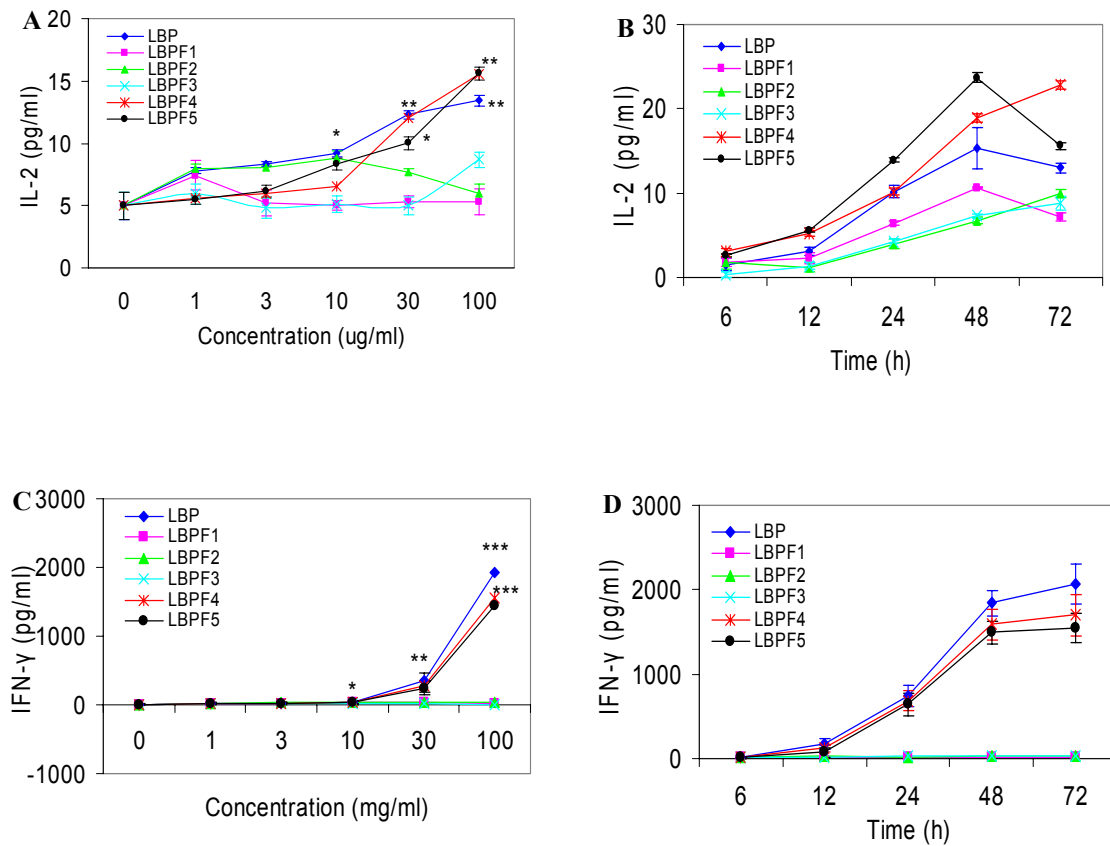 A
20
15
10
5
0
IL-2 (pg/ml)
LBP
LBPF1
LBPF2
LBPF3
LBPF4
LBPF5
*
**
*
**
**
0 1 3 10 30 100
Concentration (ug/ml)
B
30
20
10
0
IL-2 (pg/ml)
LBP
LBPF1
LBPF2
LBPF3
LBPF4
LBPF5
6 12 24 48 72
Time (h)
C
3000
2000
1000
0
-1000
IFN-γ (pg/ml)
LBP
LBPF1
LBPF2
LBPF3
LBPF4
LBPF5
*
**
***
***
0 1 3 10 30 100
Concentration (mg/ml)
D
3000
2000
1000
0
IFN-γ (pg/ml)
LBP
LBPF1
LBPF2
LBPF3
LBPF4
LBPF5
6 12 24 48 72
Time (h)